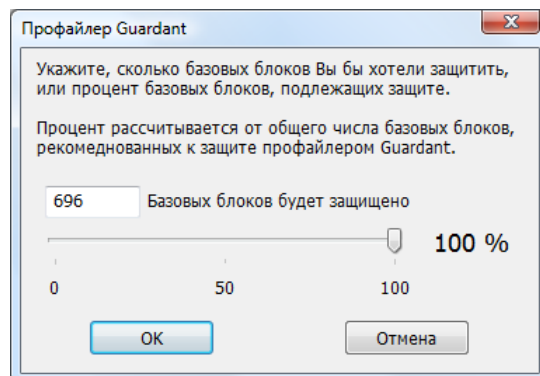 Профайлер Guardant
Укажите, сколько базовых блоков Вы бы хотели защитить,
или процент базовых блоков, подлежащих защите.
Процент рассчитывается от общего числа базовых блоков,
рекомеднованных к защите профайлером Guardant.
696 Базовых блоков будет защищено
100 %
0 50 100
OK Отмена